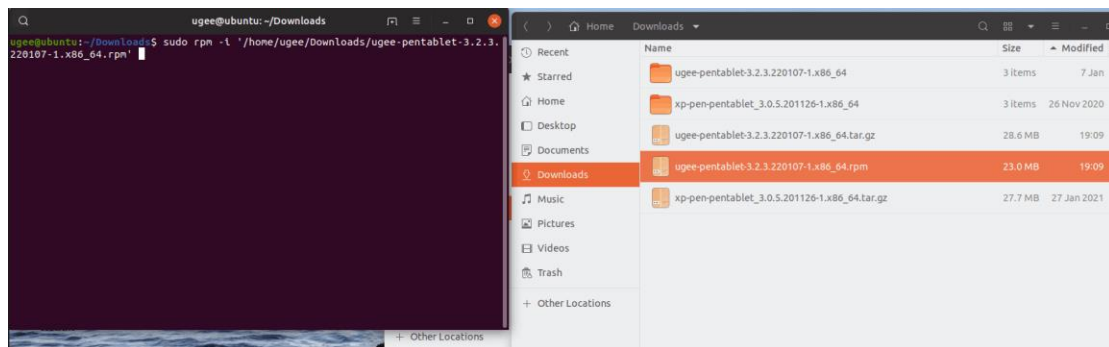 ugee@ubuntu: ~/Downloads
ugee@ubuntu:~/Downloads$ sudo rpm -i '/home/ugee/Downloads/ugee-pentablet-3.2.3.
220107-1.x86_64.rpm'
Home Downloads
Recent
Starred
Home
Desktop
Documents
Downloads
Music
Pictures
Videos
Trash
+ Other Locations
Name Size Modified
ugee-pentablet-3.2.3.220107-1.x86_64 3 items 7 Jan
xp-pen-pentablet_3.0.5.201126-1.x86_64 3 items 26 Nov 2020
ugee-pentablet-3.2.3.220107-1.x86_64.tar.gz 28.6 MB 19:09
ugee-pentablet-3.2.3.220107-1.x86_64.rpm 23.0 MB 19:09
xp-pen-pentablet_3.0.5.201126-1.x86_64.tar.gz 27.7 MB 27 Jan 2021
+ Other Locations